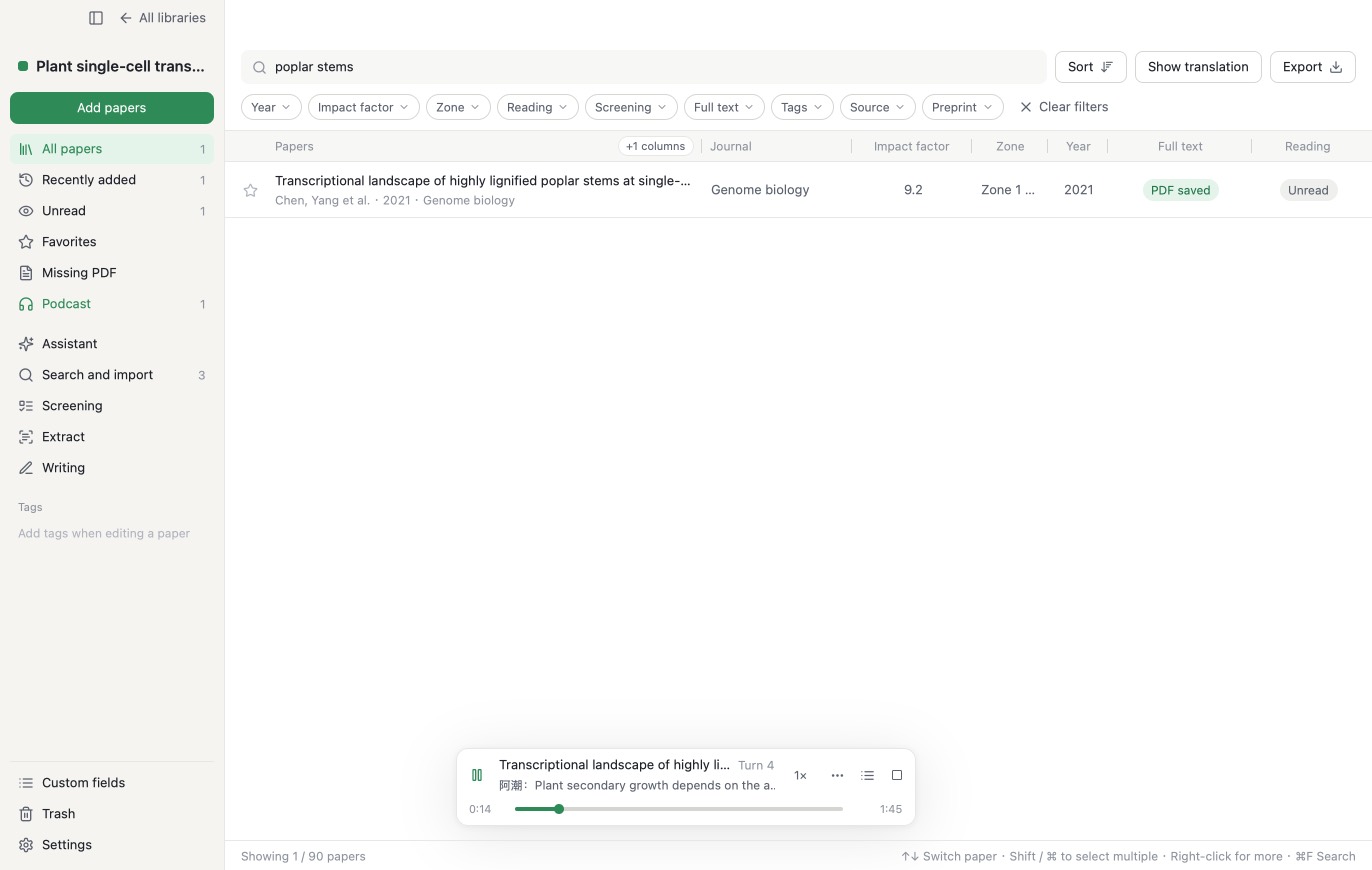 All libraries
Plant single-cell trans...
Add papers
All papers 1
Recently added 1
Unread 1
Favorites
Missing PDF
Podcast 1
Assistant
Search and import 3
Screening
Extract
Writing
Tags
Add tags when editing a paper
Custom fields
Trash
Settings
poplar stems
Sort
Show translation
Export
Year
Impact factor
Zone
Reading
Screening
Full text
Tags
Source
Preprint
Clear filters
Papers +1 columns Journal Impact factor Zone Year Full text Reading
Transcriptional landscape of highly lignified poplar stems at single-... Genome biology 9.2 Zone 1 ... 2021 PDF saved Unread
Chen, Yang et al. · 2021 · Genome biology
Transcriptional landscape of highly li... Turn 4
阿潮：Plant secondary growth depends on the a..
1×
0:14 1:45
Showing 1 / 90 papers
↑↓ Switch paper · Shift / ⌘ to select multiple · Right-click for more · ⌘F Search